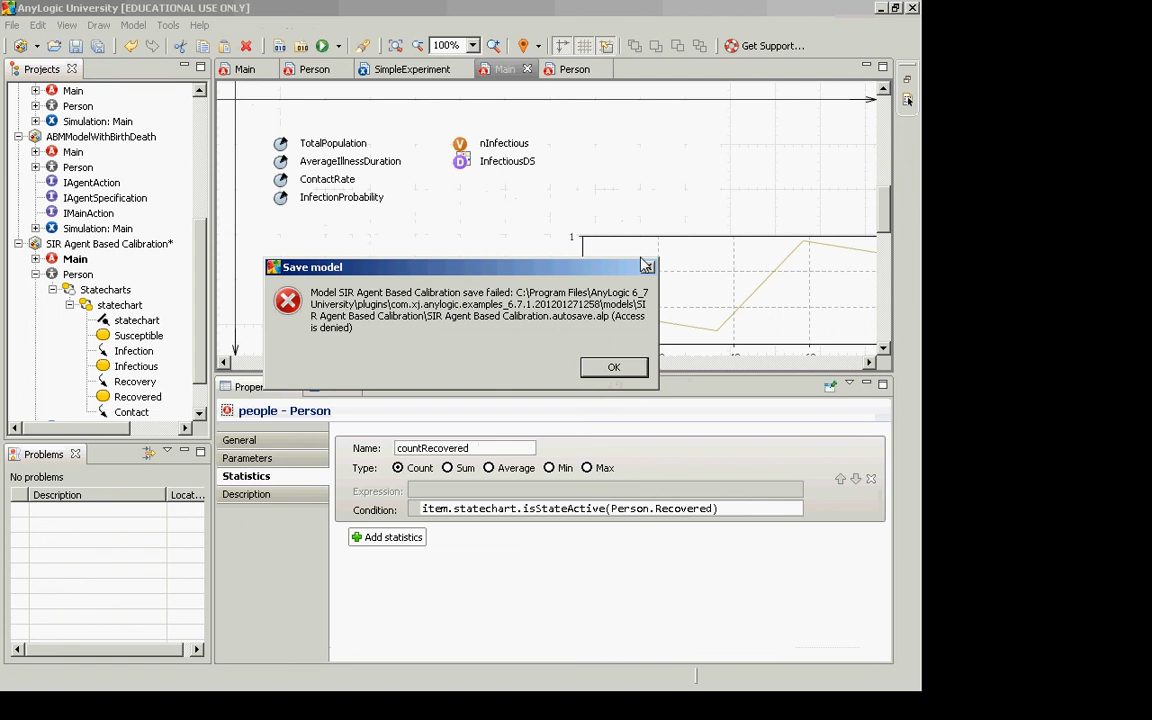 AnyLogic University [EDUCATIONAL USE ONLY]
File Edit View Draw Model Tools Help
100% Get Support...
Projects Main Person SimpleExperiment Main Person
Main
Person
Simulation: Main
ABMModelWithBirthDeath
Main
Person
IAgentAction
IAgentSpecification
IMainAction
Simulation: Main
SIR Agent Based Calibration*
Main
Person
Statecharts
statechart
statechart
Susceptible
Infection
Infectious
Recovery
Recovered
Contact
TotalPopulation nInfectious
AverageIllnessDuration InfectiousDS
ContactRate
InfectionProbability
1
Save model
Model SIR Agent Based Calibration save failed: C:\Program Files\AnyLogic 6_7
University\plugins\com.xj.anylogic.examples_6.7.1.201201271258\models\SI
R Agent Based Calibration\SIR Agent Based Calibration.autosave.alp (Access
is denied)
OK
people - Person
General
Parameters
Statistics
Description
Name: countRecovered
Type: Count Sum Average Min Max
Expression:
Condition: item.statechart.isStateActive(Person.Recovered)
Add statistics
Problems
No problems
Description Locat...